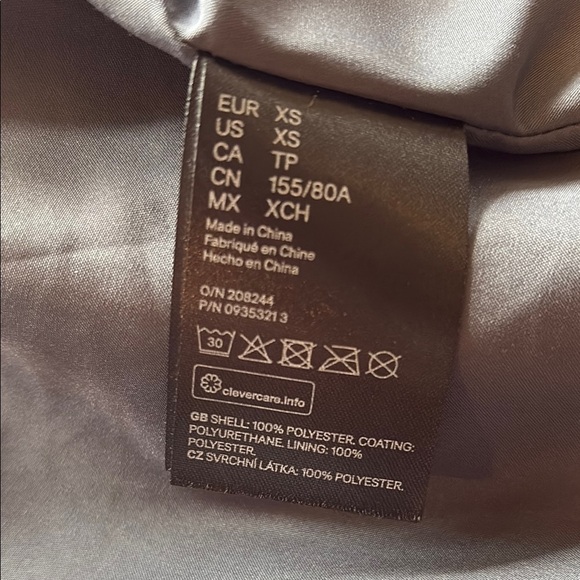 EUR XS
US XS
CA TP
CN 155/80A
MX XCH
Made in China
Fabriqué en Chine
Hecho en China
O/N 208244
P/N 0935321 3
30
clevercare.info
GB SHELL: 100% POLYESTER. COATING:
POLYURETHANE. LINING: 100%
POLYESTER.
CZ SVRCHNÍ LÁTKA: 100% POLYESTER.